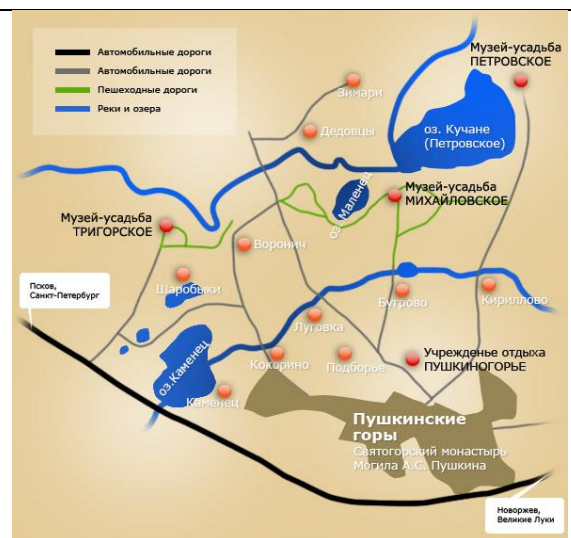 Автомобильные дороги
Автомобильные дороги
Пешеходные дороги
Реки и озера
Музей-усадьба
ПЕТРОВСКОЕ
Зимари
Дедовцы
оз. Кучане
(Петровское)
Музей-усадьба
МИХАЙЛОВСКОЕ
оз. Маленец
Музей-усадьба
ТРИГОРСКОЕ
Воронич
Шаробыки
Псков,
Санкт-Петербург
Бугрово
Кириллово
Луговка
оз.Каменец
Кокорино
Подборье
Учрежденье отдыха
ПУШКИНОГОРЬЕ
Каменец
Пушкинские
горы
Святогорский монастырь
Могила А.С. Пушкина
Новоржев,
Великие Луки